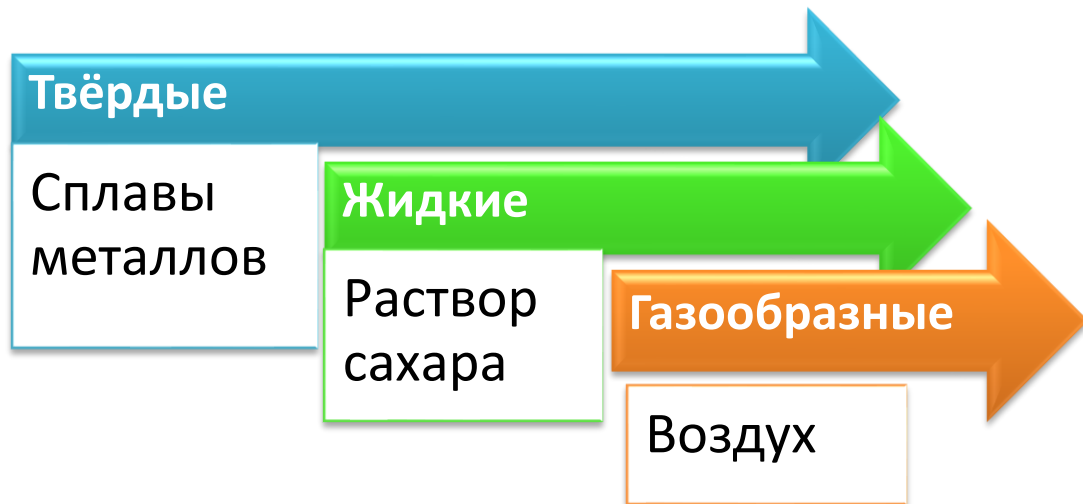 Твёрдые
Сплавы
металлов
Жидкие
Раствор
сахара
Газообразные
Воздух